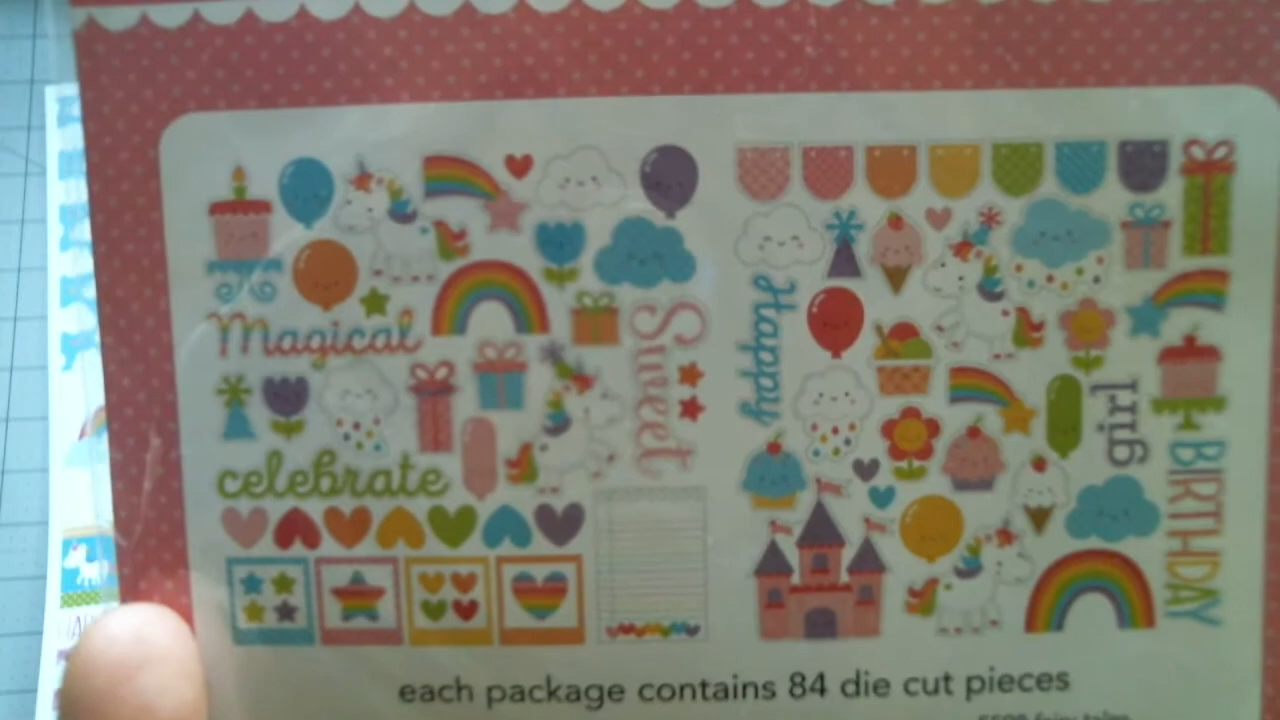 Magical
Sweet
celebrate
Happy
girl
BIRTHDAY
each package contains 84 die cut pieces